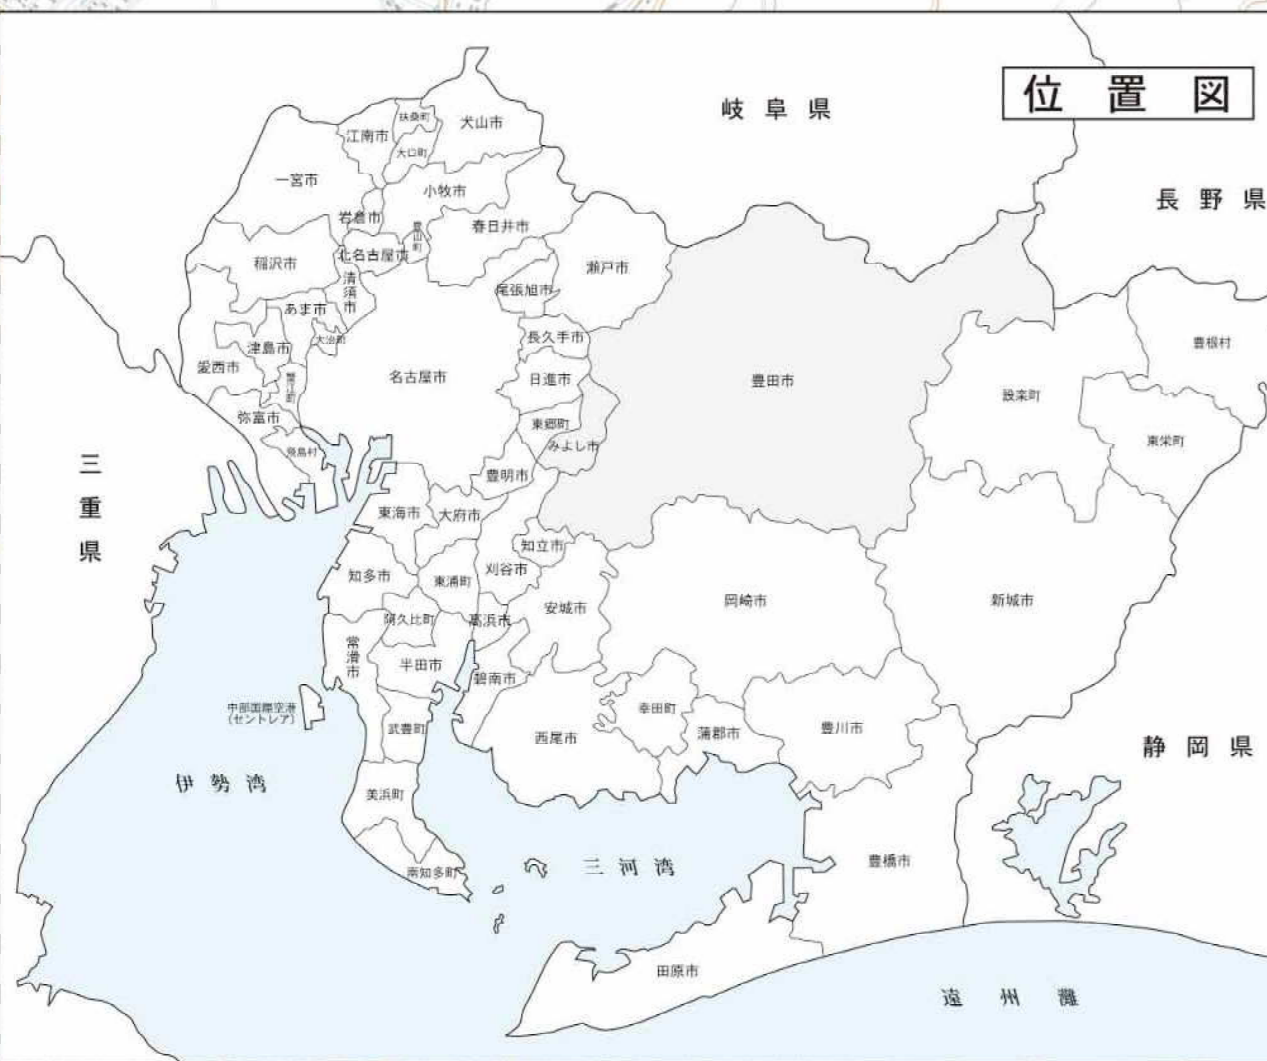 位置図
岐阜県
長野県
扶桑町
犬山市
江南市
大口町
一宮市
小牧市
岩倉市
豊山町
春日井市
北名古屋市
稲沢市
瀬戸市
清須市
尾張旭市
あま市
大治町
長久手市
豊根村
津島市
愛西市
名古屋市
日進市
豊田市
蟹江町
設楽町
弥富市
東郷町
みよし市
東栄町
飛島村
三重県
豊明市
東海市
大府市
知立市
刈谷市
知多市
東浦町
安城市
岡崎市
新城市
阿久比町
高浜市
常滑市
半田市
碧南市
中部国際空港
(セントレア)
武豊町
西尾市
幸田町
蒲郡市
豊川市
静岡県
伊勢湾
美浜町
三河湾
豊橋市
南知多町
田原市
遠州灘